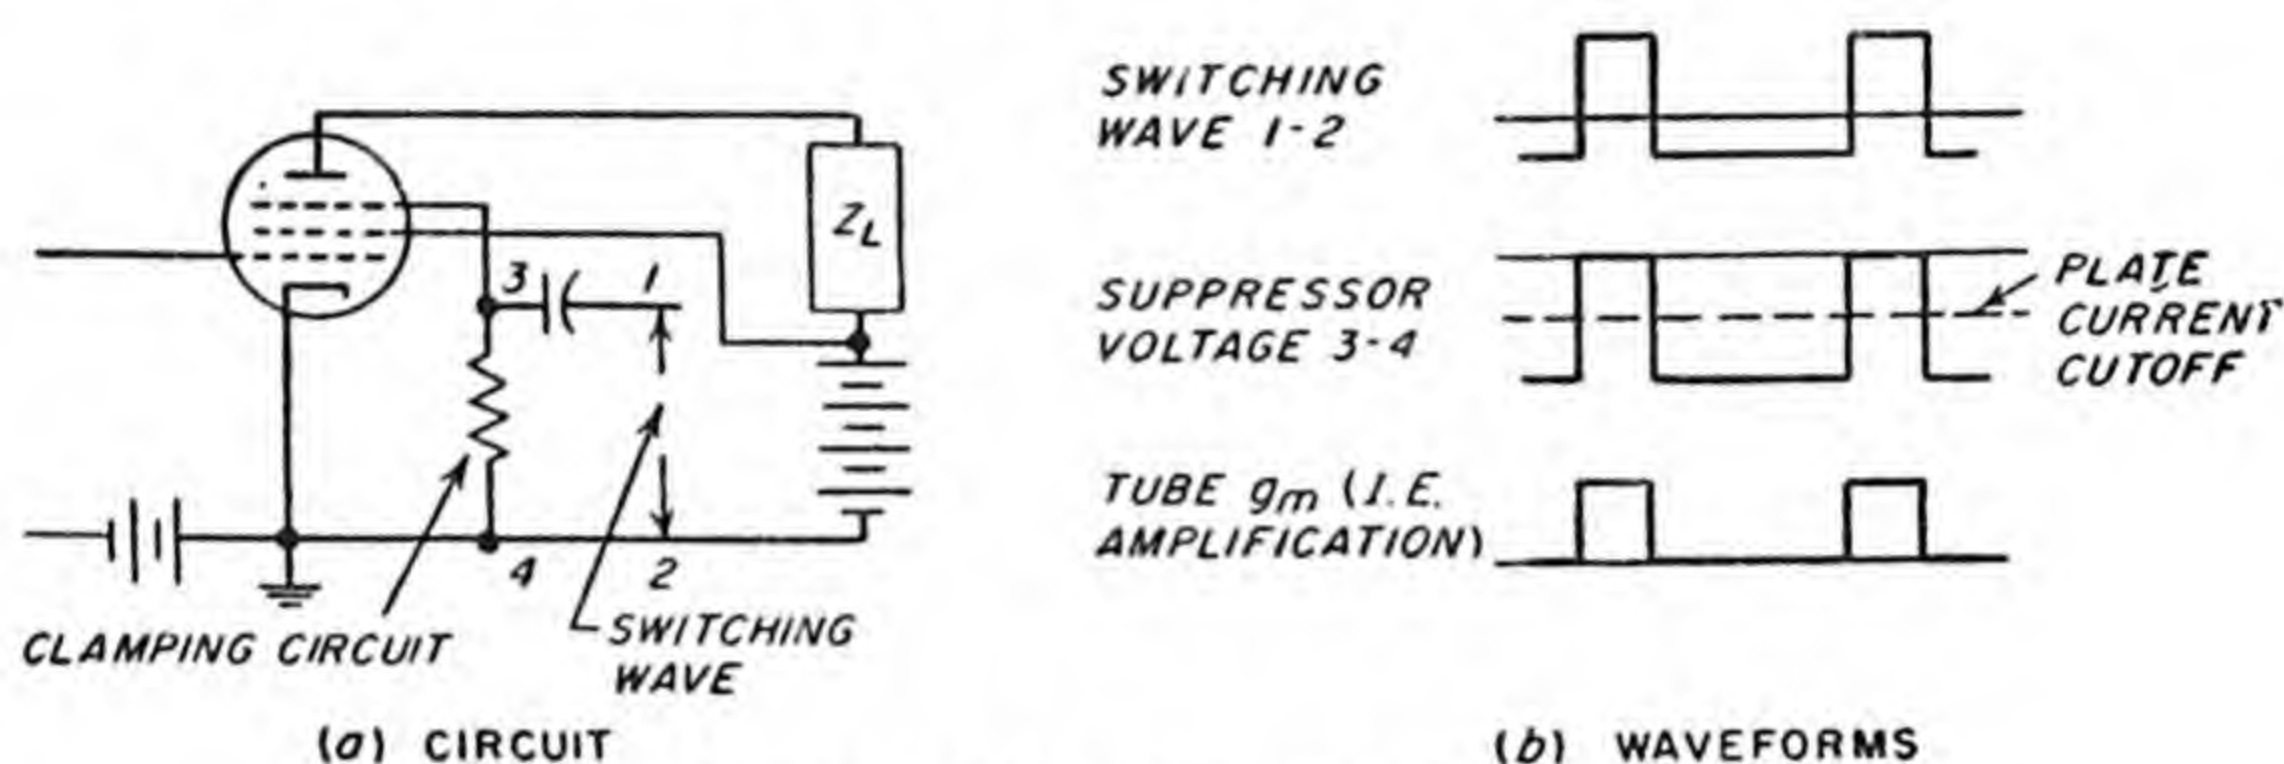 Z_L
3
1
4
2
CLAMPING CIRCUIT
SWITCHING
WAVE
(a) CIRCUIT
SWITCHING
WAVE 1-2
SUPPRESSOR
VOLTAGE 3-4
PLATE
CURRENT
CUTOFF
TUBE gm (I.E.
AMPLIFICATION)
(b) WAVEFORMS